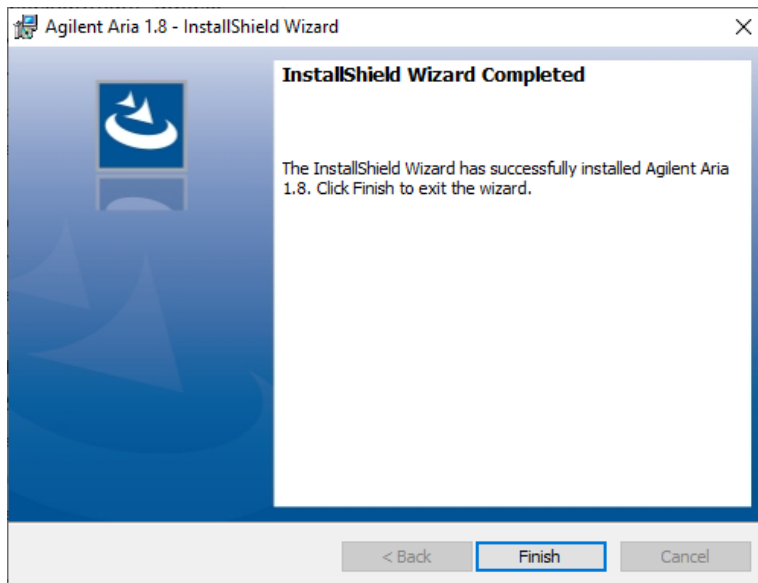 Agilent Aria 1.8 - InstallShield Wizard
InstallShield Wizard Completed
The InstallShield Wizard has successfully installed Agilent Aria
1.8. Click Finish to exit the wizard.
< Back
Finish
Cancel